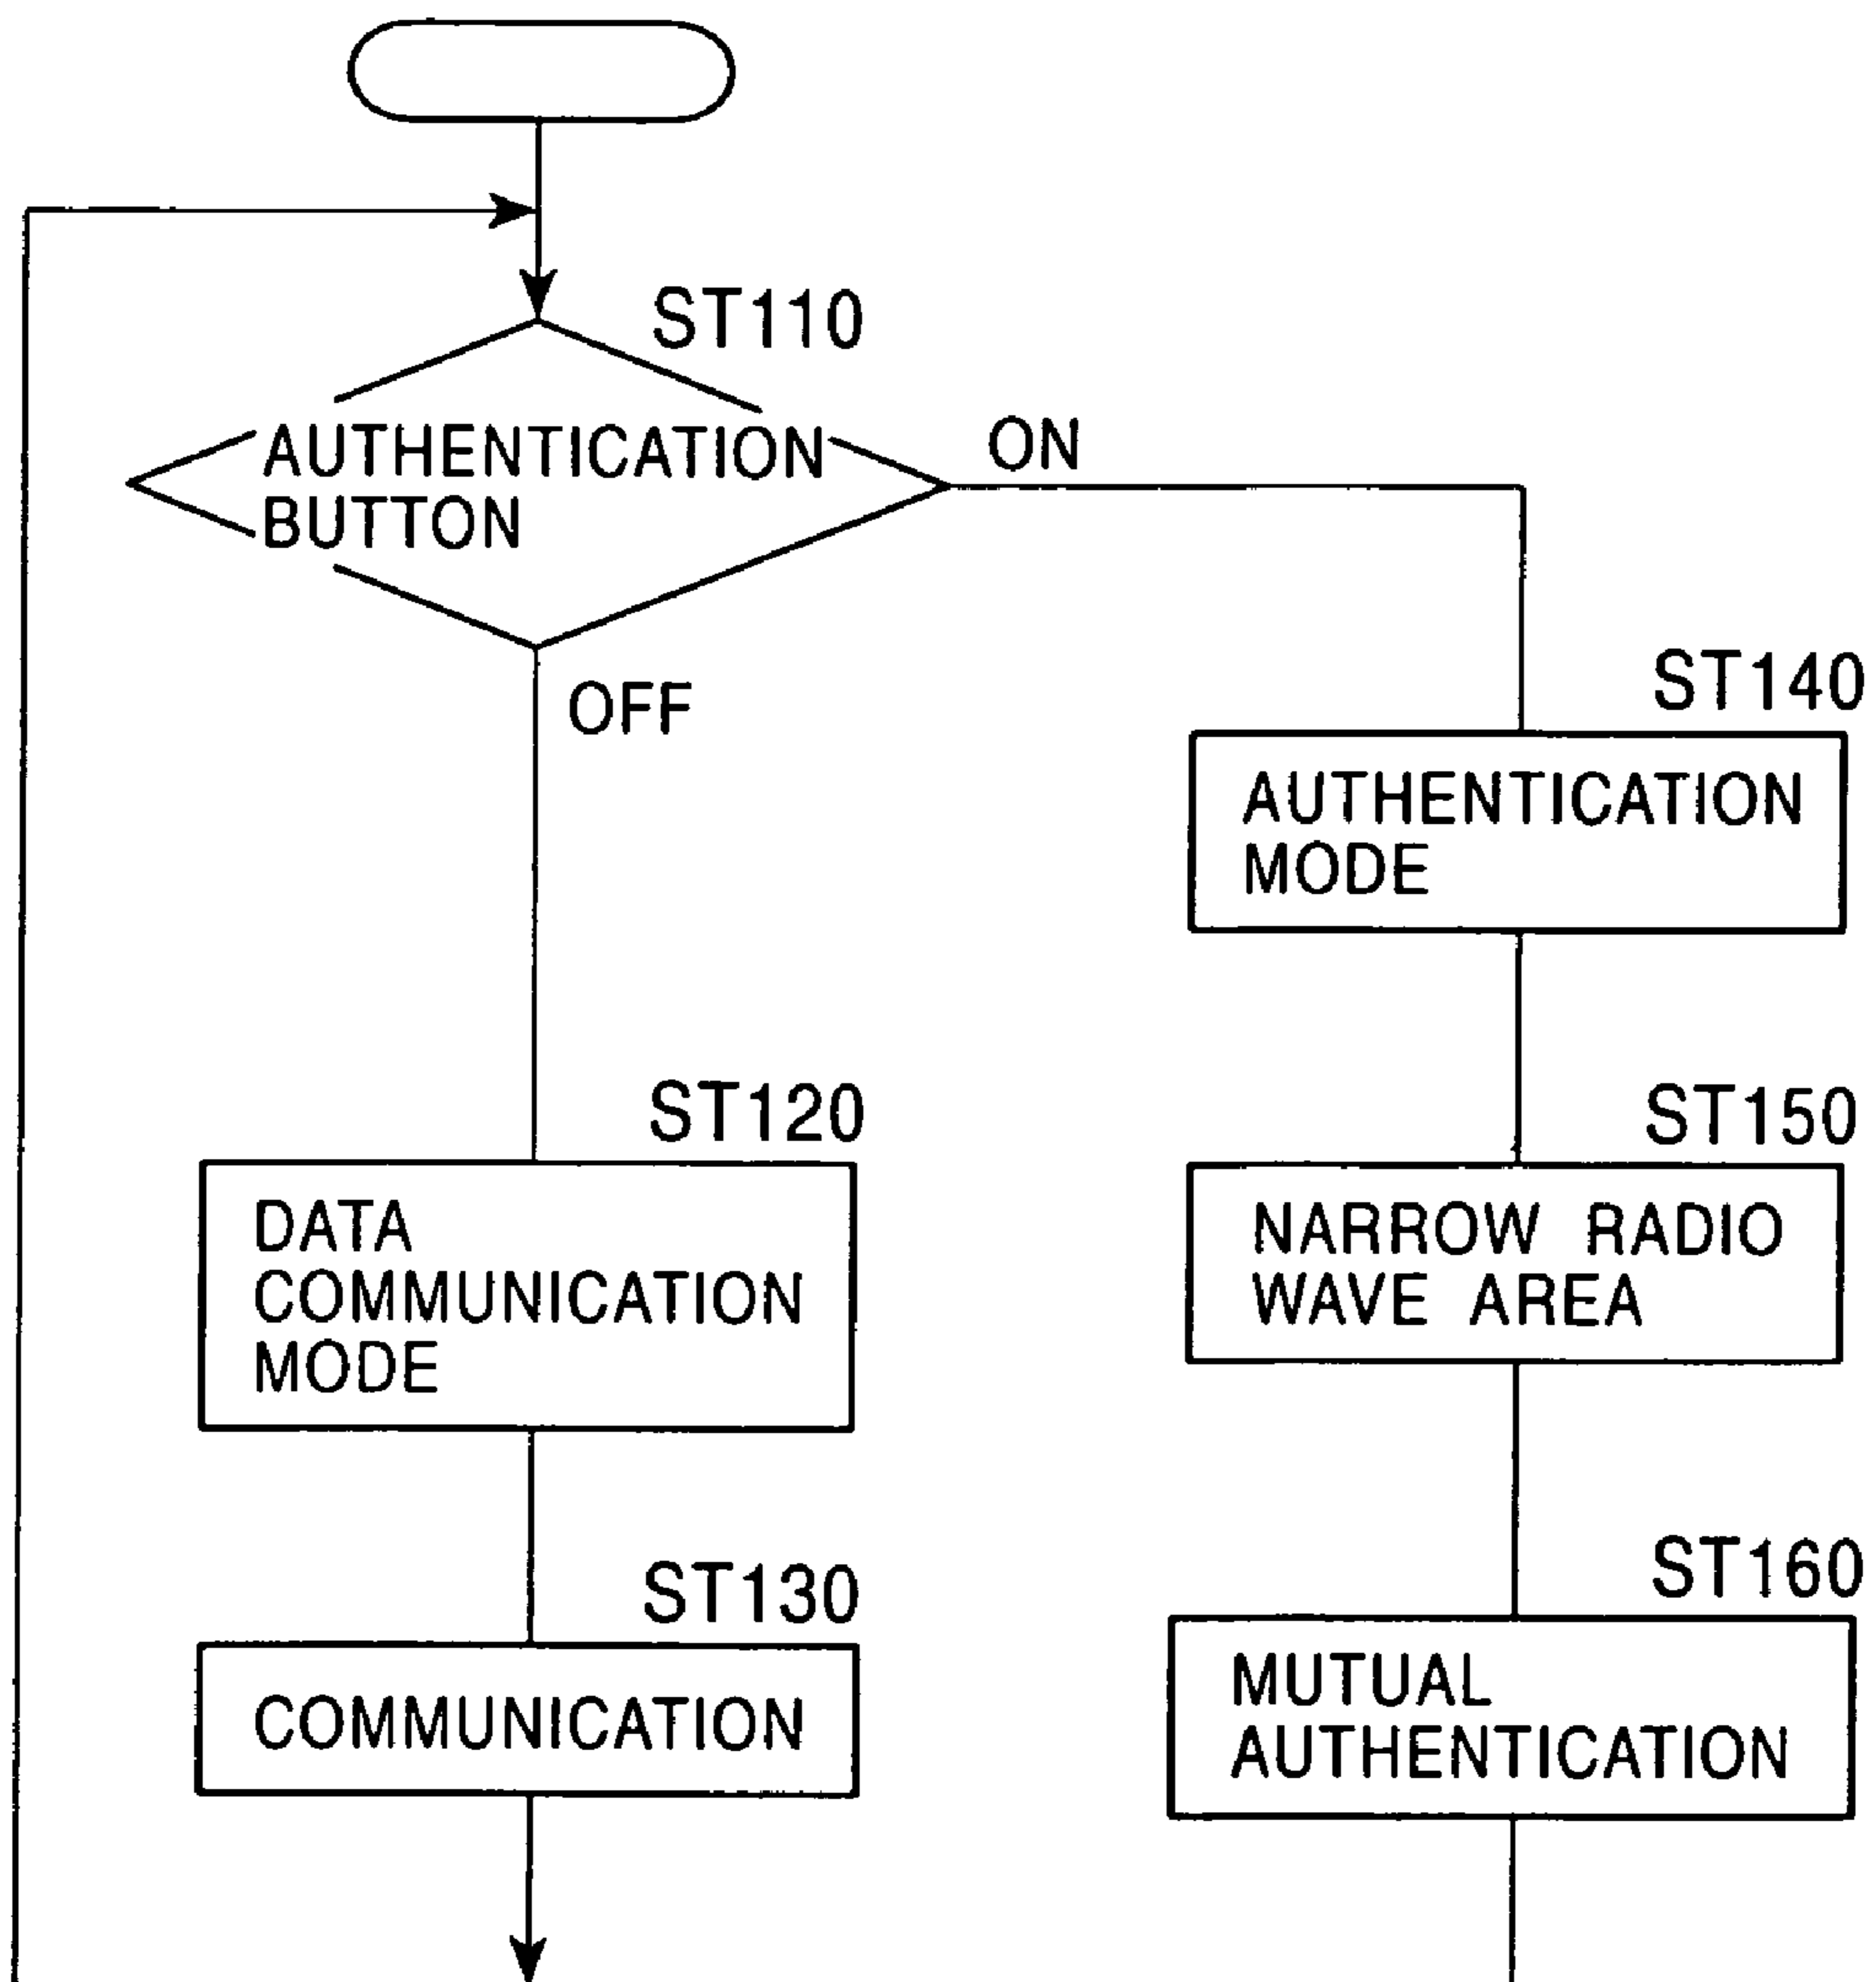 ST110
AUTHENTICATION
BUTTON
ON
OFF
ST120
DATA
COMMUNICATION
MODE
ST130
COMMUNICATION
ST140
AUTHENTICATION
MODE
ST150
NARROW RADIO
WAVE AREA
ST160
MUTUAL
AUTHENTICATION